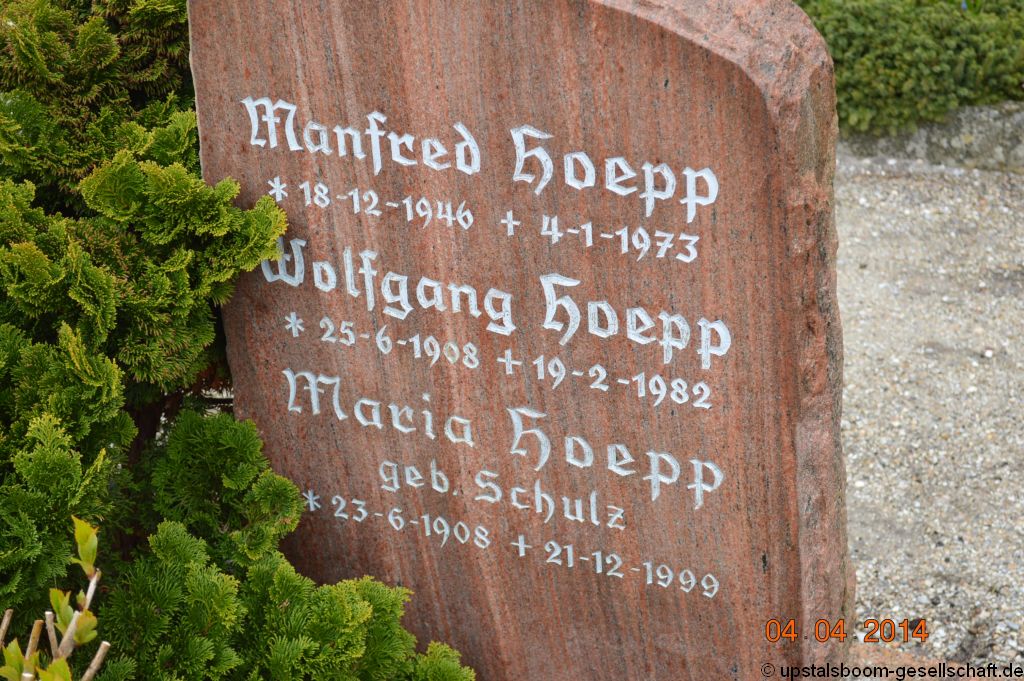 Manfred Hoepp
* 18-12-1946 + 4-1-1973
Wolfgang Hoepp
* 25-6-1908 + 19-2-1982
Maria Hoepp
geb. Schulz
* 23-6-1908 + 21-12-1999
04 04 2014
© upstalsboom-gesellschaft.de